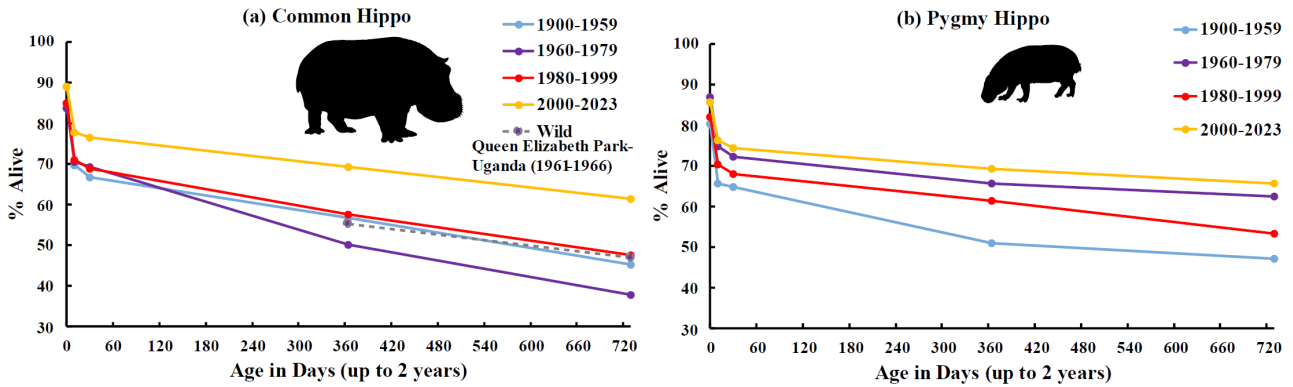 (a) Common Hippo
100
90
80
70
60
50
40
30
% Alive
0 60 120 180 240 300 360 420 480 540 600 660 720
Age in Days (up to 2 years)
1900-1959
1960-1979
1980-1999
2000-2023
Wild
Queen Elizabeth Park-
Uganda (1961-1966)
(b) Pygmy Hippo
100
90
80
70
60
50
40
30
% Alive
0 60 120 180 240 300 360 420 480 540 600 660 720
Age in Days (up to 2 years)
1900-1959
1960-1979
1980-1999
2000-2023